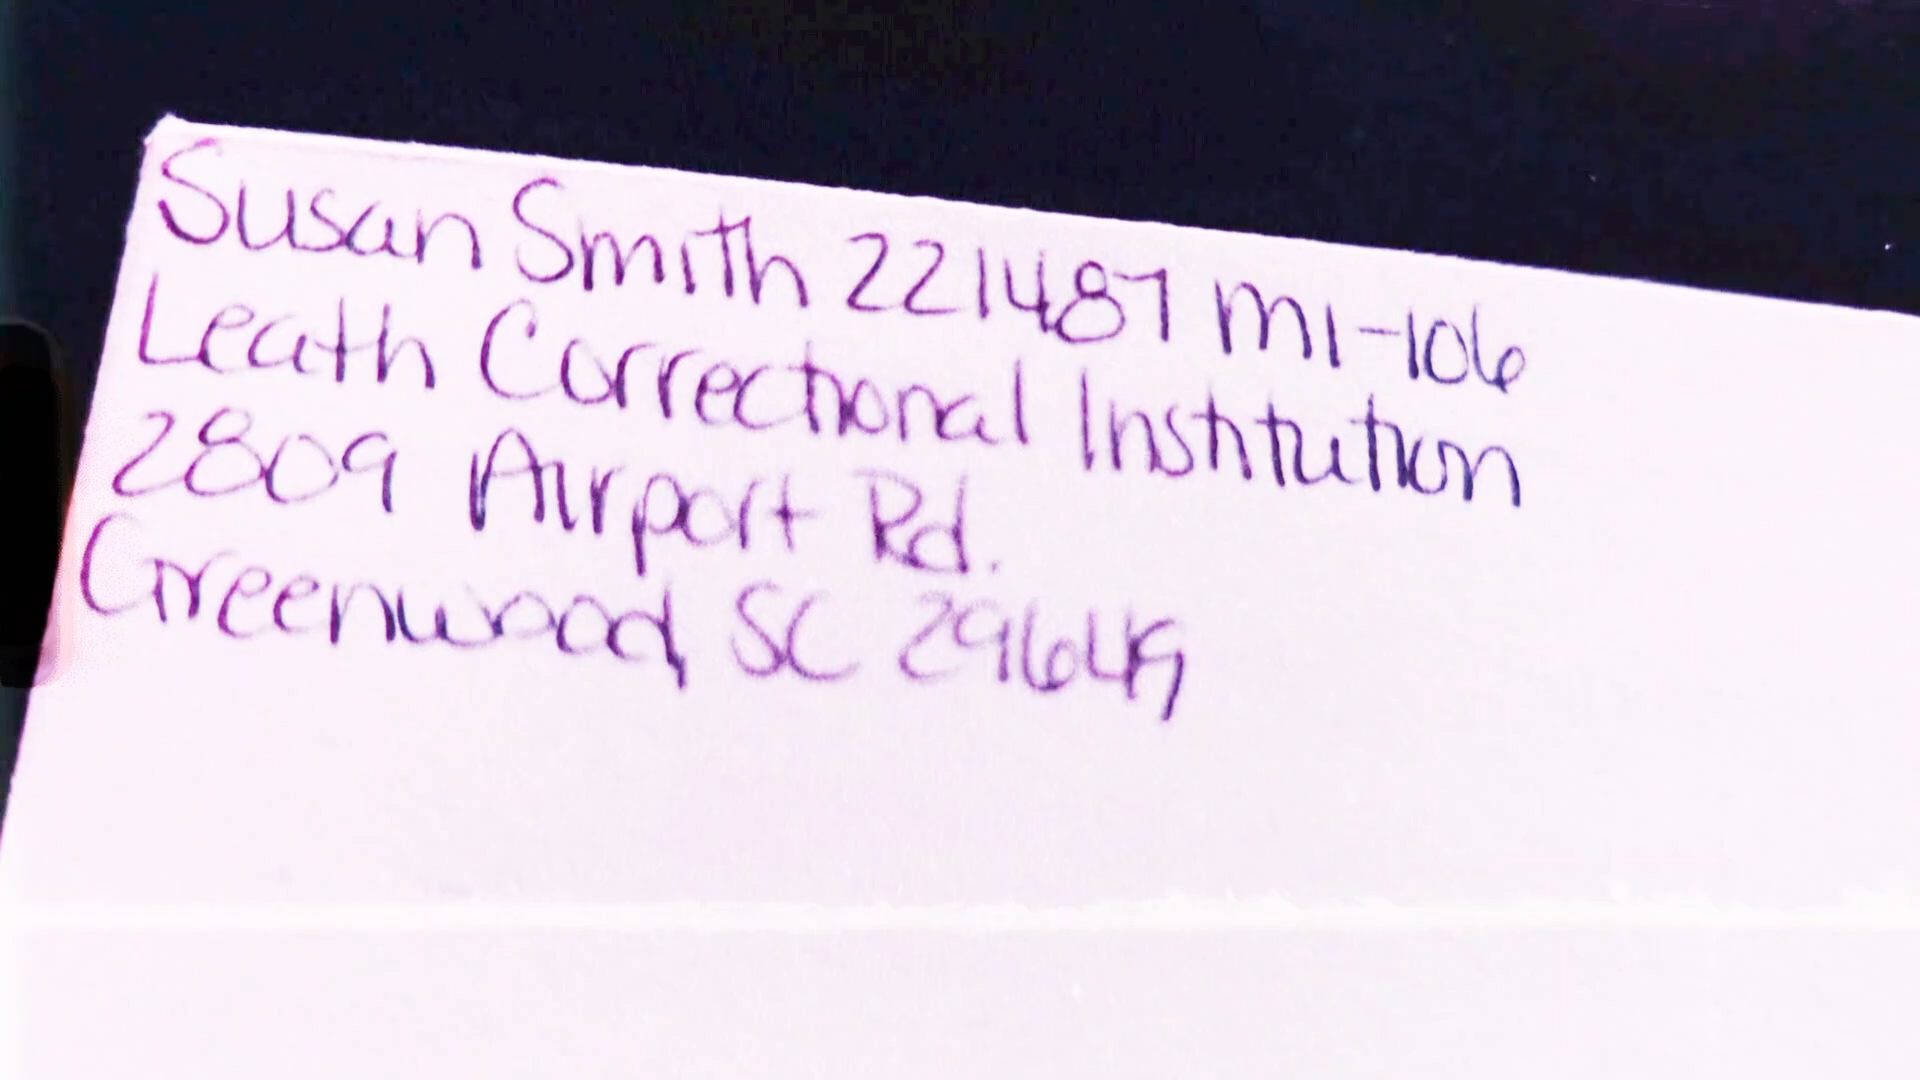 Susan Smith 221487 M1-106
Leath Correctional Institution
2809 Airport Rd.
Greenwood, SC 29649